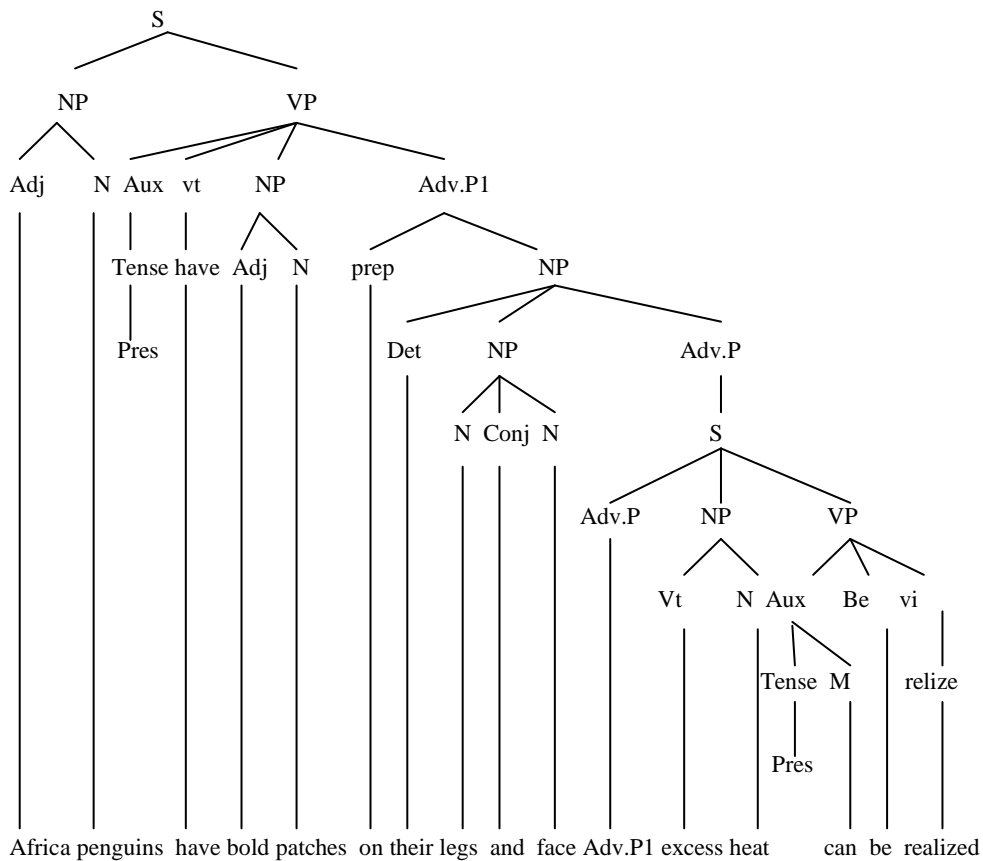 S
NP VP
Adj N Aux vt NP Adv.P1
Tense have Adj N prep NP
Pres Det NP Adv.P
N Conj N S
Adv.P NP VP
Vt N Aux Be vi
Tense M relize
Pres
Africa penguins have bold patches on their legs and face Adv.P1 excess heat can be realized